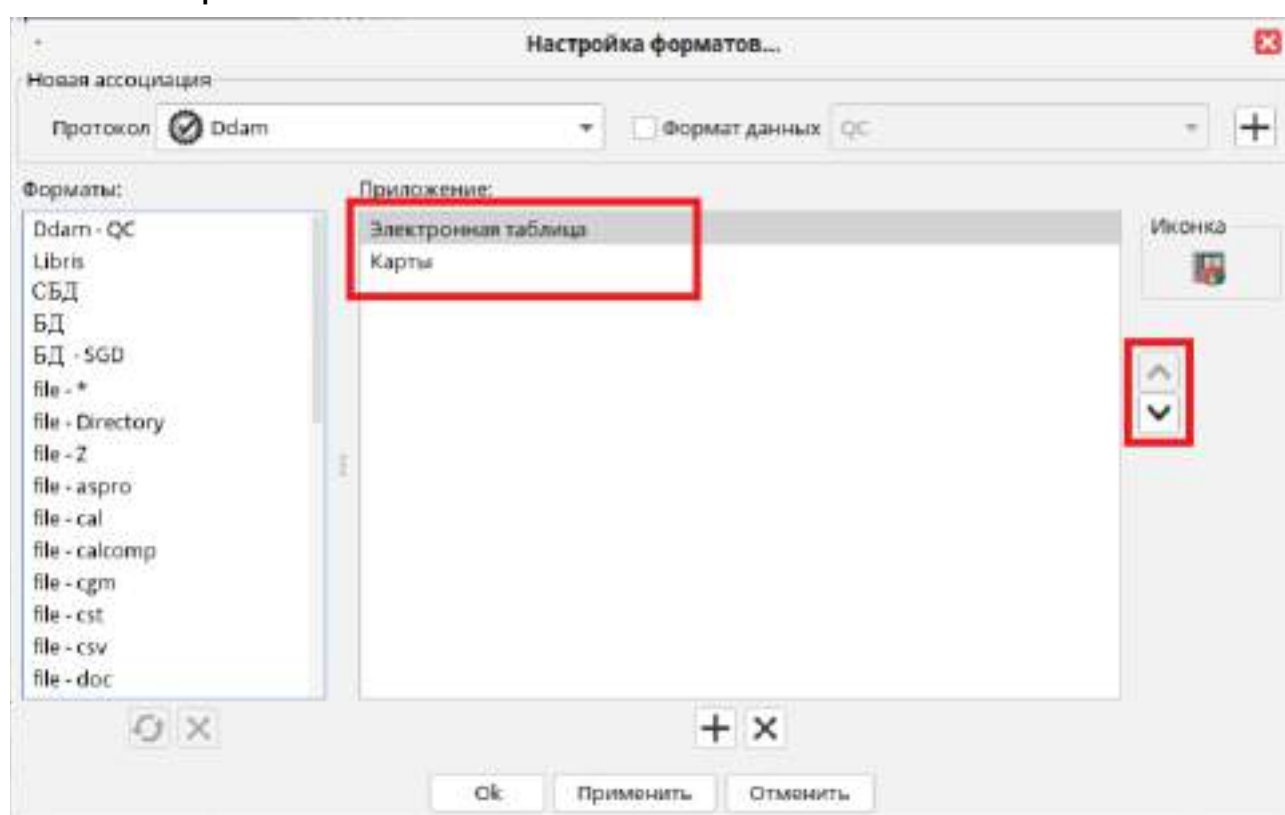 Настройка форматов...
Новая ассоциация
Протокол Ddam Формат данных QC
Форматы: Приложение:
Ddam - QC
Libris
СБД
БД
БД - SGD
file - *
file - Directory
file - Z
file - aspro
file - cal
file - calcomp
file - cgm
file - cst
file - csv
file - doc
Электронная таблица
Карты
Иконка
Ok Применить Отменить